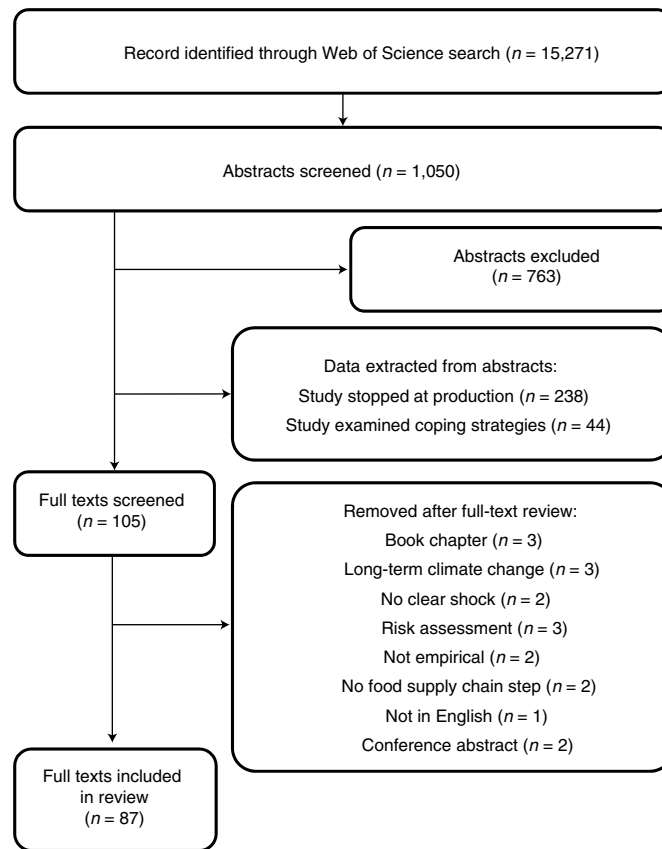 Record identified through Web of Science search (n = 15,271)
Abstracts screened (n = 1,050)
Abstracts excluded
(n = 763)
Data extracted from abstracts:
Study stopped at production (n = 238)
Study examined coping strategies (n = 44)
Full texts screened
(n = 105)
Removed after full-text review:
Book chapter (n = 3)
Long-term climate change (n = 3)
No clear shock (n = 2)
Risk assessment (n = 3)
Not empirical (n = 2)
No food supply chain step (n = 2)
Not in English (n = 1)
Conference abstract (n = 2)
Full texts included
in review
(n = 87)